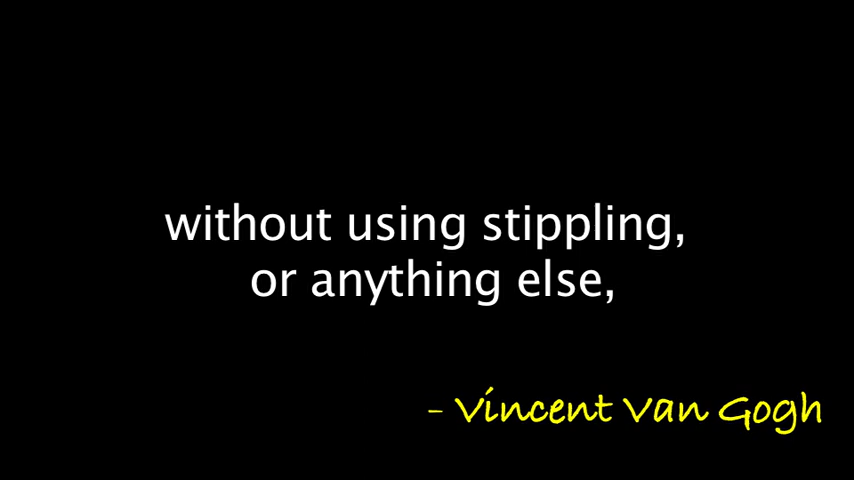 without using stippling,
or anything else,
- Vincent Van Gogh